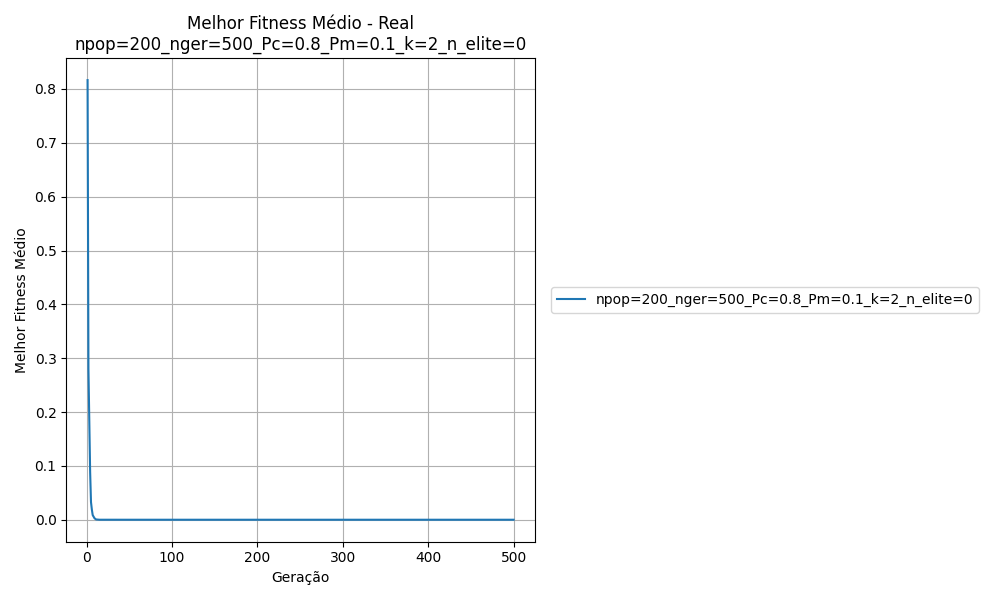 Melhor Fitness Médio - Real
npop=200_nger=500_Pc=0.8_Pm=0.1_k=2_n_elite=0
Melhor Fitness Médio
0.8
0.7
0.6
0.5
0.4
0.3
0.2
0.1
0.0
0 100 200 300 400 500
Geração
npop=200_nger=500_Pc=0.8_Pm=0.1_k=2_n_elite=0